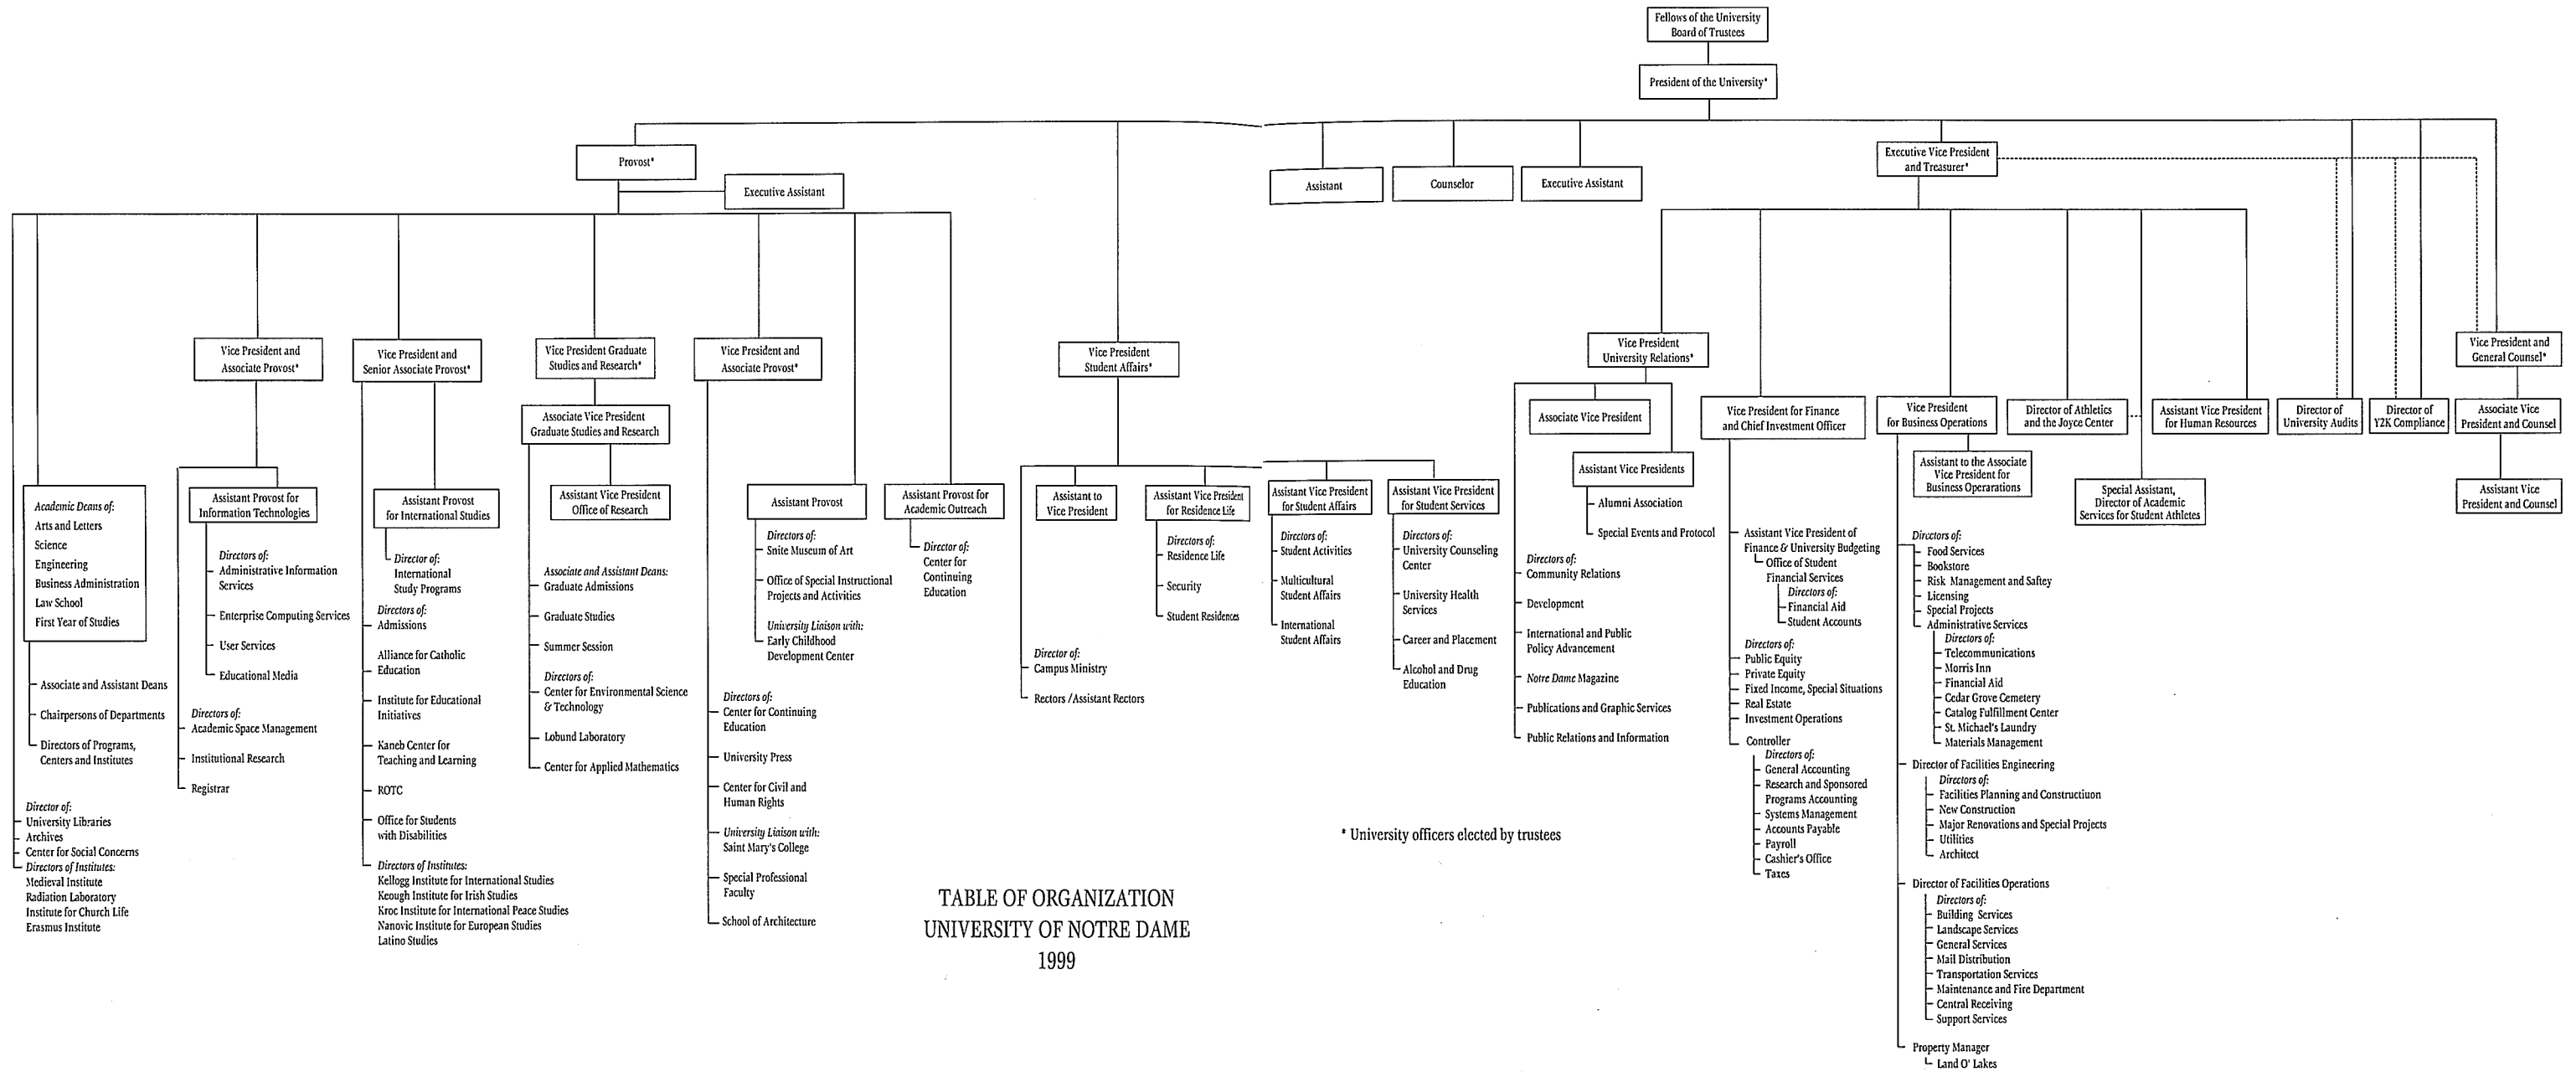 Fellows of the University
Board of Trustees
President of the University*
Provost*
Executive Assistant
Assistant
Counselor
Executive Assistant
Executive Vice President
and Treasurer*
Vice President and
Associate Provost*
Vice President and
Senior Associate Provost*
Vice President Graduate
Studies and Research*
Vice President and
Associate Provost*
Vice President
Student Affairs*
Vice President
University Relations*
Vice President and
General Counsel*
Associate Vice President
Graduate Studies and Research
Associate Vice President
Vice President for Finance
and Chief Investment Officer
Vice President
for Business Operations
Director of Athletics
and the Joyce Center
Assistant Vice President
for Human Resources
Director of
University Audits
Director of
Y2K Compliance
Associate Vice
President and Counsel
Assistant Vice
President and Counsel
Academic Deans of:
Arts and Letters
Science
Engineering
Business Administration
Law School
First Year of Studies
Associate and Assistant Deans
Chairpersons of Departments
Directors of Programs,
Centers and Institutes
Director of:
University Libraries
Archives
Center for Social Concerns
Directors of Institutes:
Medieval Institute
Radiation Laboratory
Institute for Church Life
Erasmus Institute
Assistant Provost for
Information Technologies
Directors of:
Administrative Information
Services
Enterprise Computing Services
User Services
Educational Media
Directors of:
Academic Space Management
Institutional Research
Registrar
Assistant Provost
for International Studies
Director of:
International
Study Programs
Directors of:
Admissions
Alliance for Catholic
Education
Institute for Educational
Initiatives
Kaneb Center for
Teaching and Learning
ROTC
Office for Students
with Disabilities
Directors of Institutes:
Kellogg Institute for International Studies
Keough Institute for Irish Studies
Kroc Institute for International Peace Studies
Nanovic Institute for European Studies
Latino Studies
Assistant Vice President
Office of Research
Associate and Assistant Deans:
Graduate Admissions
Graduate Studies
Summer Session
Directors of:
Center for Environmental Science
& Technology
Lobund Laboratory
Center for Applied Mathematics
Assistant Provost
Directors of:
Snite Museum of Art
Office of Special Instructional
Projects and Activities
University Liaison with:
Early Childhood
Development Center
Directors of:
Center for Continuing
Education
University Press
Center for Civil and
Human Rights
University Liaison with:
Saint Mary's College
Special Professional
Faculty
School of Architecture
Assistant Provost for
Academic Outreach
Director of:
Center for
Continuing
Education
Assistant to
Vice President
Director of:
Campus Ministry
Rectors /Assistant Rectors
Assistant Vice President
for Residence Life
Directors of:
Residence Life
Security
Student Residences
Assistant Vice President
for Student Affairs
Directors of:
Student Activities
Multicultural
Student Affairs
International
Student Affairs
Assistant Vice President
for Student Services
Directors of:
University Counseling
Center
University Health
Services
Career and Placement
Alcohol and Drug
Education
Assistant Vice Presidents
Alumni Association
Special Events and Protocol
Directors of:
Community Relations
Development
International and Public
Policy Advancement
Notre Dame Magazine
Publications and Graphic Services
Public Relations and Information
Assistant Vice President of
Finance & University Budgeting
Office of Student
Financial Services
Directors of:
Financial Aid
Student Accounts
Directors of:
Public Equity
Private Equity
Fixed Income, Special Situations
Real Estate
Investment Operations
Controller
Directors of:
General Accounting
Research and Sponsored
Programs Accounting
Systems Management
Accounts Payable
Payroll
Cashier's Office
Taxes
Assistant to the Associate
Vice President for
Business Operarations
Directors of:
Food Services
Bookstore
Risk Management and Saftey
Licensing
Special Projects
Administrative Services
Directors of:
Telecommunications
Morris Inn
Financial Aid
Cedar Grove Cemetery
Catalog Fulfillment Center
St. Michael's Laundry
Materials Management
Director of Facilities Engineering
Directors of:
Facilities Planning and Constructiuon
New Construction
Major Renovations and Special Projects
Utilities
Architect
Director of Facilities Operations
Directors of:
Building Services
Landscape Services
General Services
Mail Distribution
Transportation Services
Maintenance and Fire Department
Central Receiving
Support Services
Property Manager
Land O' Lakes
Special Assistant,
Director of Academic
Services for Student Athletes
* University officers elected by trustees
TABLE OF ORGANIZATION
UNIVERSITY OF NOTRE DAME
1999